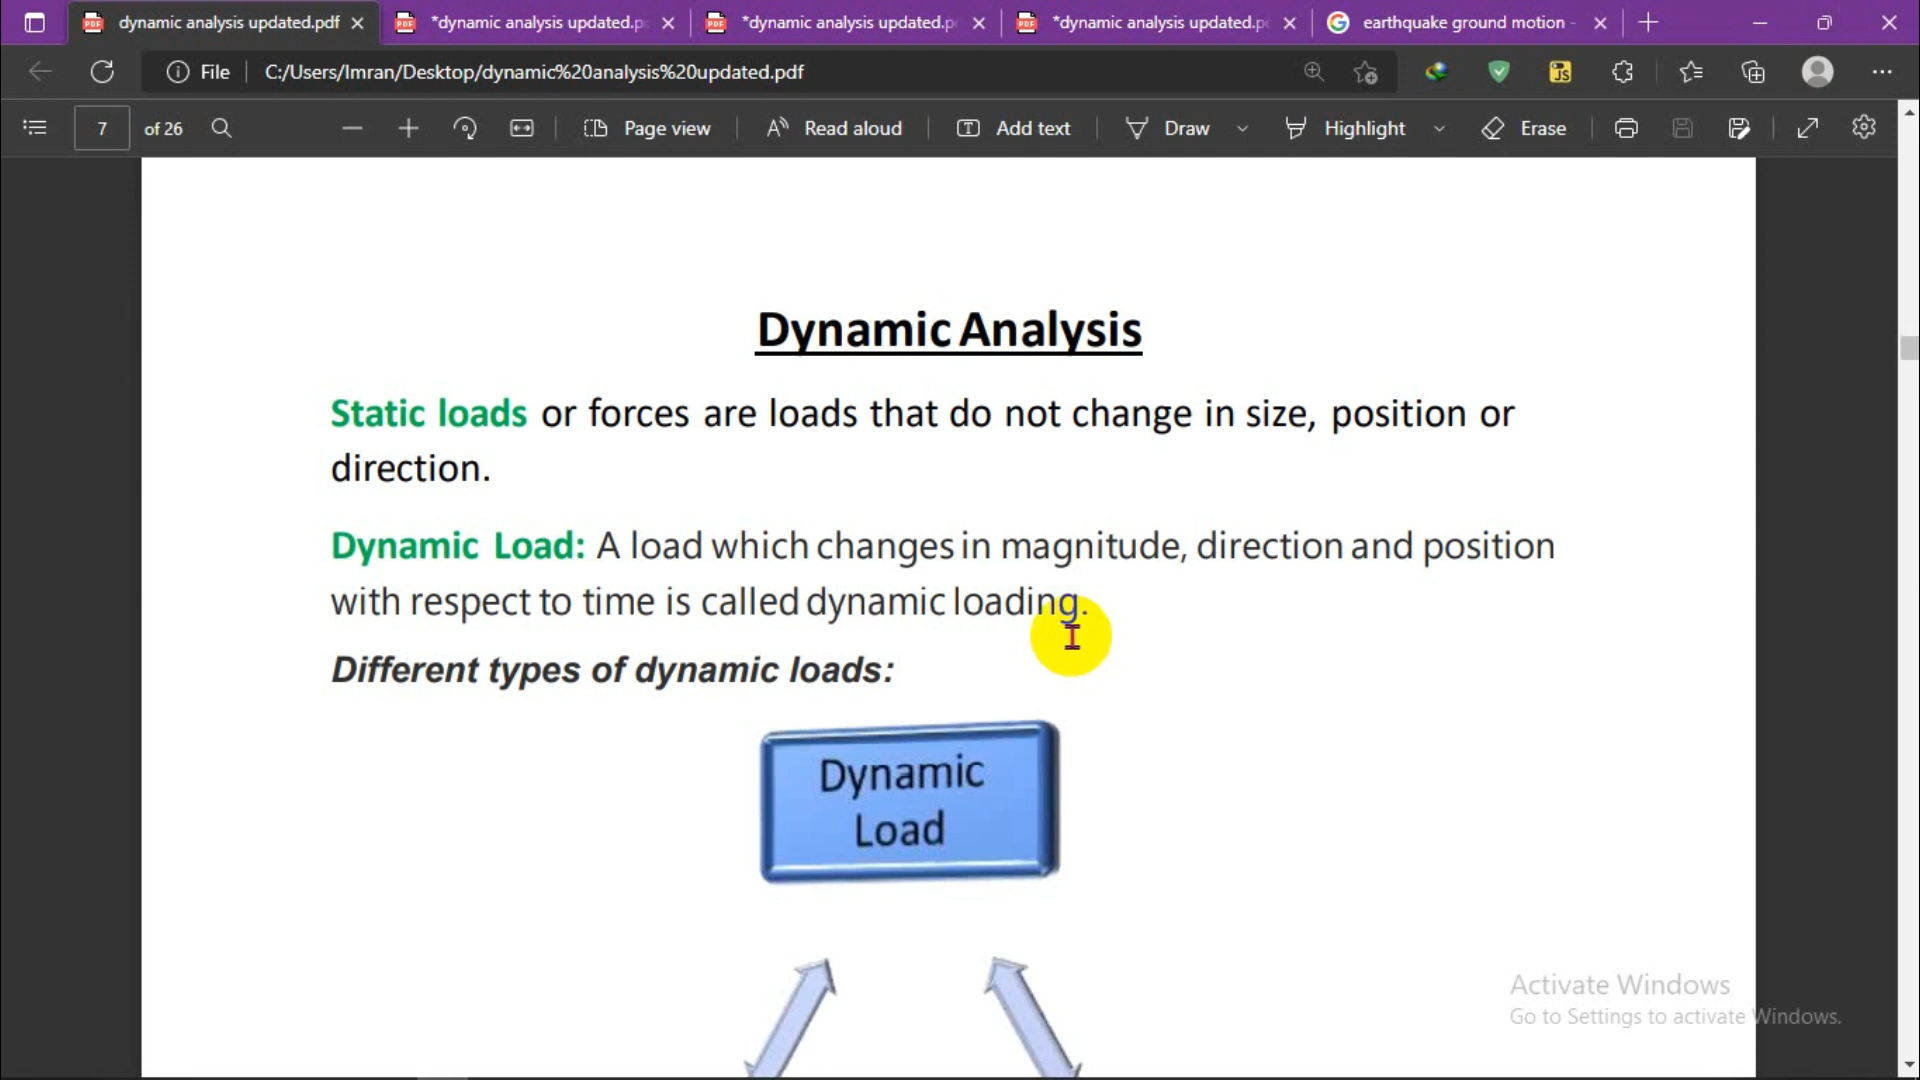 dynamic analysis updated.pdf
*dynamic analysis updated.p
*dynamic analysis updated.p
*dynamic analysis updated.p
earthquake ground motion -
File
C:/Users/Imran/Desktop/dynamic%20analysis%20updated.pdf
JS
7 of 26
Page view
Read aloud
Add text
Draw
Highlight
Erase
Dynamic Analysis
Static loads or forces are loads that do not change in size, position or
direction.
Dynamic Load: A load which changes in magnitude, direction and position
with respect to time is called dynamic loading.
Different types of dynamic loads:
Dynamic
Load
Activate Windows
Go to Settings to activate Windows.